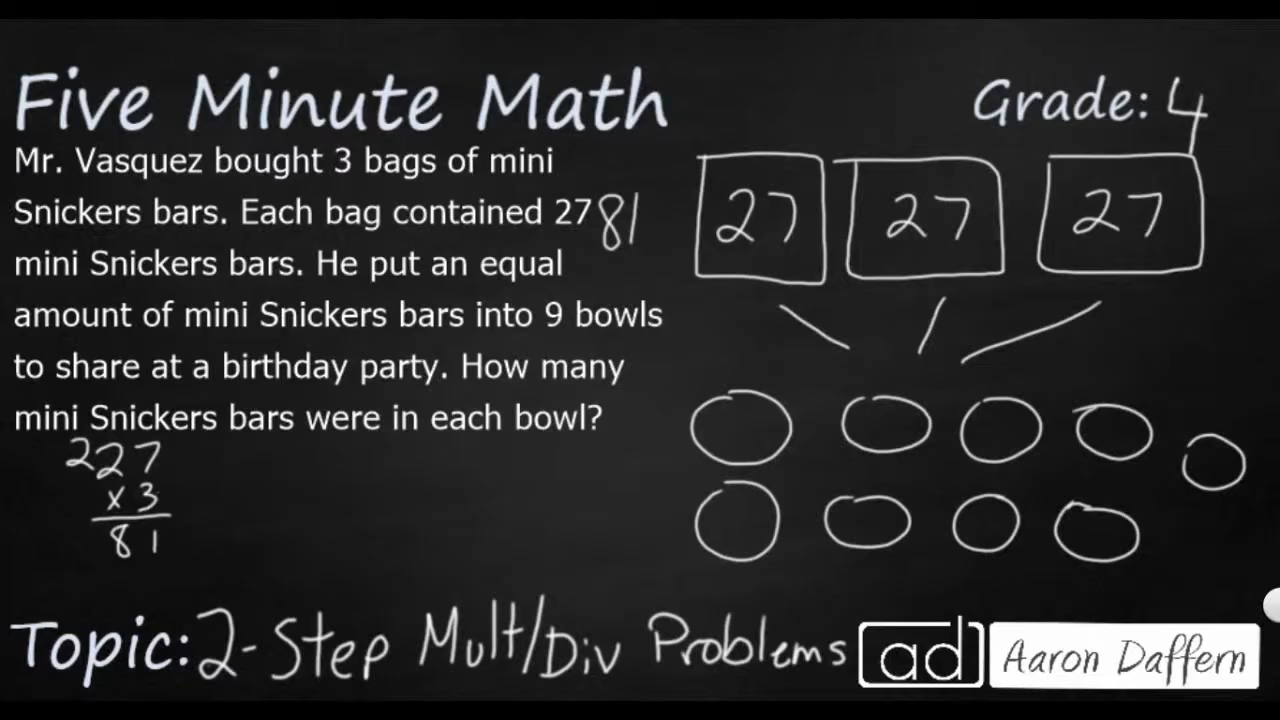 Five Minute Math
Grade: 4
Mr. Vasquez bought 3 bags of mini
Snickers bars. Each bag contained 27
81
mini Snickers bars. He put an equal
amount of mini Snickers bars into 9 bowls
to share at a birthday party. How many
mini Snickers bars were in each bowl?
27 27 27
2 27
x 3
81
Topic: 2-Step Mult/Div Problems
ad Aaron Daffern